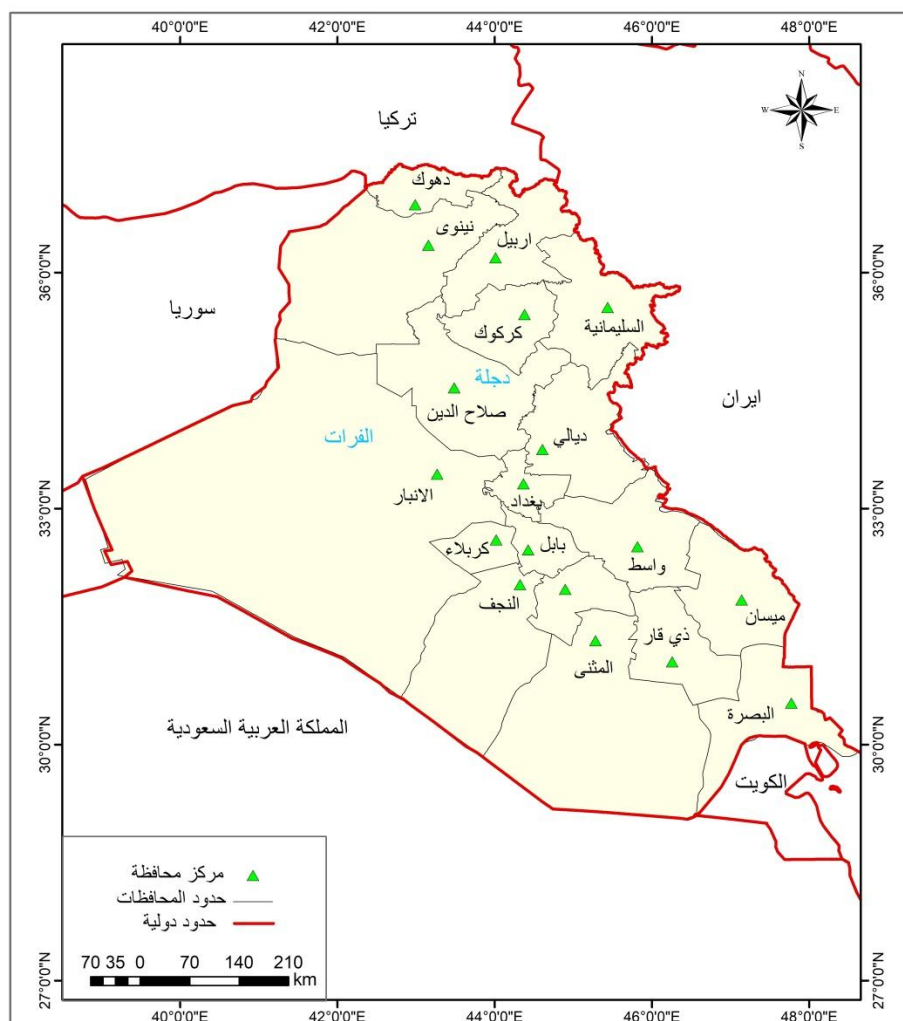 40°0'0"E 42°0'0"E 44°0'0"E 46°0'0"E 48°0'0"E
N
W E
S
تركيا
دهوك
نينوى
اربيل
36°0'0"N 36°0'0"N
سوريا
كركوك
السليمانية
دجلة
ايران
صلاح الدين
الفرات
ديالي
الانبار
بغداد
33°0'0"N 33°0'0"N
كربلاء
بابل
واسط
النجف
ميسان
ذي قار
المثنى
البصرة
المملكة العربية السعودية
30°0'0"N 30°0'0"N
الكويت
مركز محافظة
حدود المحافظات
حدود دولية
70 35 0 70 140 210
km
27°0'0"N 27°0'0"N
40°0'0"E 42°0'0"E 44°0'0"E 46°0'0"E 48°0'0"E